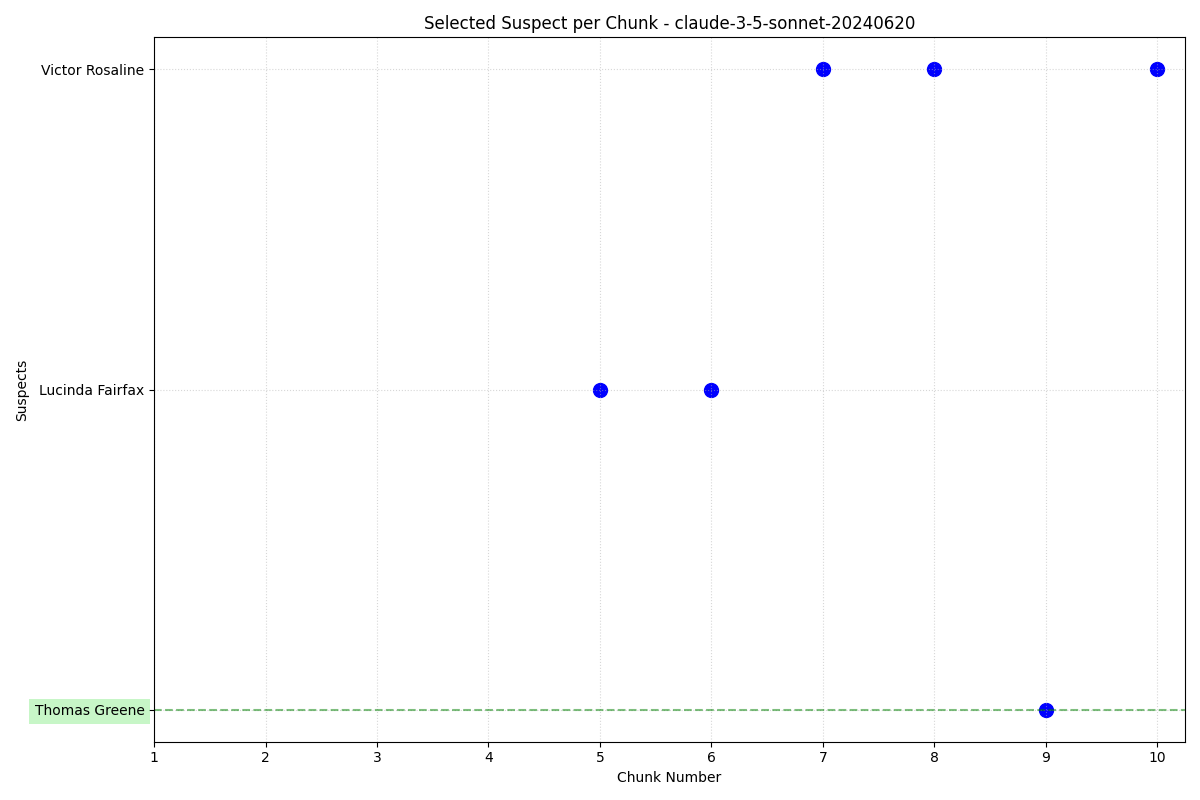 Selected Suspect per Chunk - claude-3-5-sonnet-20240620
Suspects
Victor Rosaline
Lucinda Fairfax
Thomas Greene
1 2 3 4 5 6 7 8 9 10
Chunk Number